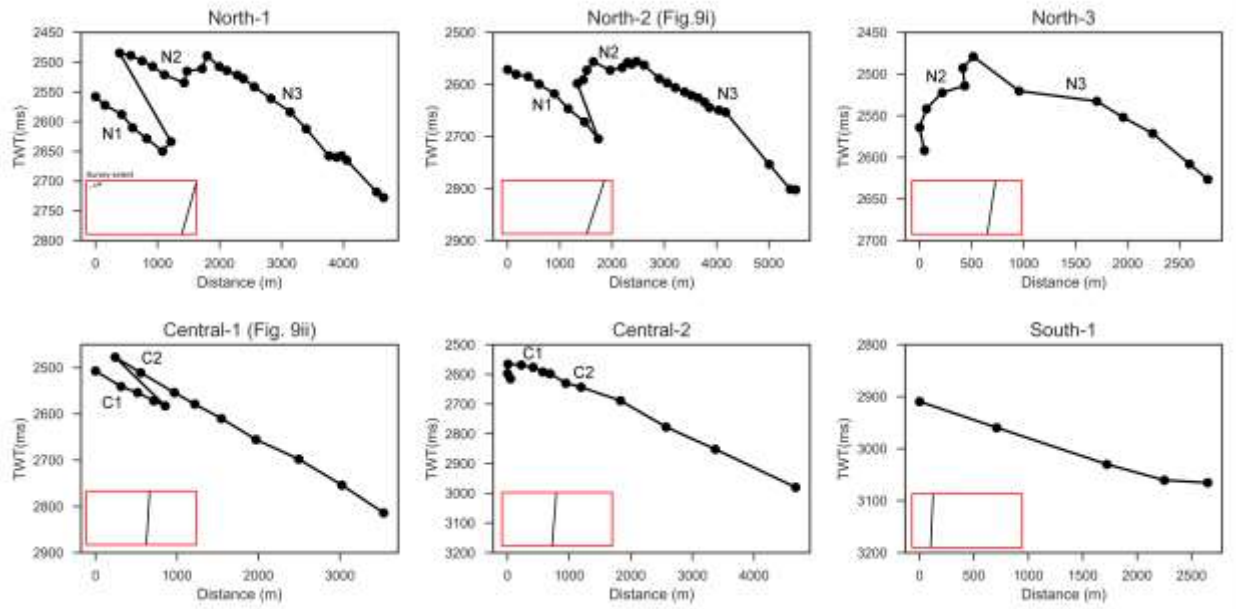 North-1
2450
2500
2550
2600
2650
2700
2750
2800
TWT(ms)
N1
N2
N3
Survey extent
0
1000
2000
3000
4000
Distance (m)
North-2 (Fig.9i)
2500
2600
2700
2800
2900
TWT(ms)
N1
N2
N3
0
1000
2000
3000
4000
5000
Distance (m)
North-3
2450
2500
2550
2600
2650
2700
TWT(ms)
N2
N3
0
500
1000
1500
2000
2500
Distance (m)
Central-1 (Fig. 9ii)
2500
2600
2700
2800
2900
TWT(ms)
C1
C2
0
1000
2000
3000
Distance (m)
Central-2
2500
2600
2700
2800
2900
3000
3100
3200
TWT(ms)
C1
C2
0
1000
2000
3000
4000
Distance (m)
South-1
2800
2900
3000
3100
3200
TWT(ms)
0
500
1000
1500
2000
2500
Distance (m)